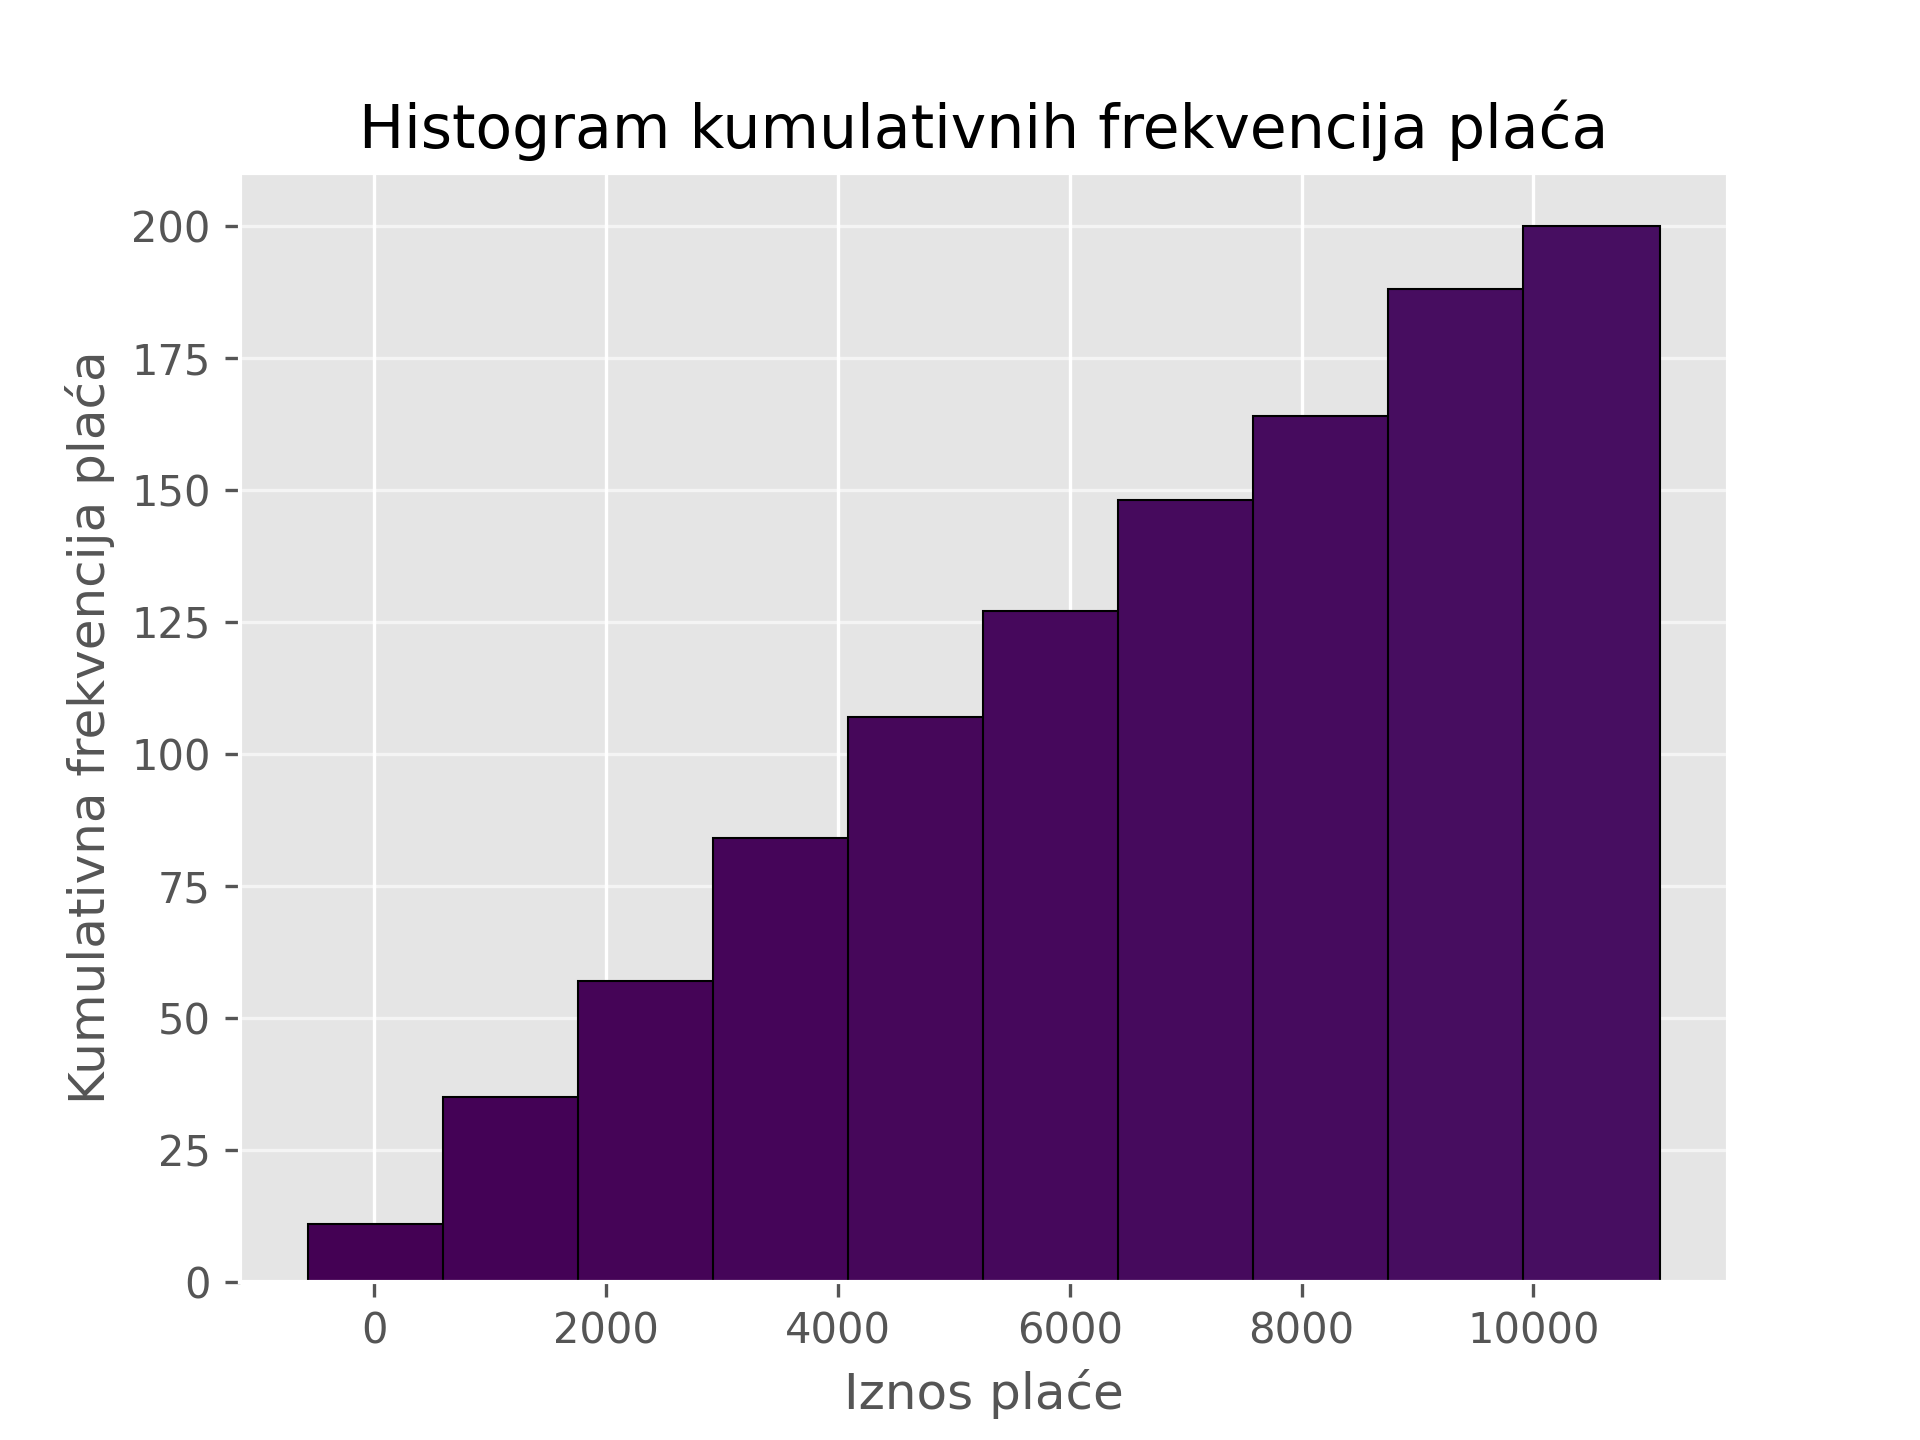 Histogram kumulativnih frekvencija plaća
Kumulativna frekvencija plaća
200
175
150
125
100
75
50
25
0
0 2000 4000 6000 8000 10000
Iznos plaće